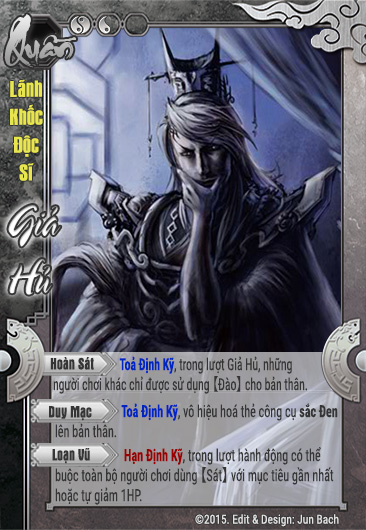 Quần
Lãnh
Khốc
Độc
Sĩ
Giả
Hủ
Hoàn Sát Toả Định Kỹ, trong lượt Giả Hủ, những
người chơi khác chỉ được sử dụng【Đào】cho bản thân.
Duy Mạc Toả Định Kỹ, vô hiệu hoá thẻ công cụ sắc Đen
lên bản thân.
Loạn Vũ Hạn Định Kỹ, trong lượt hành động có thể
buộc toàn bộ người chơi dùng【Sát】với mục tiêu gần nhất
hoặc tự giảm 1HP.
©2015. Edit & Design: Jun Bach